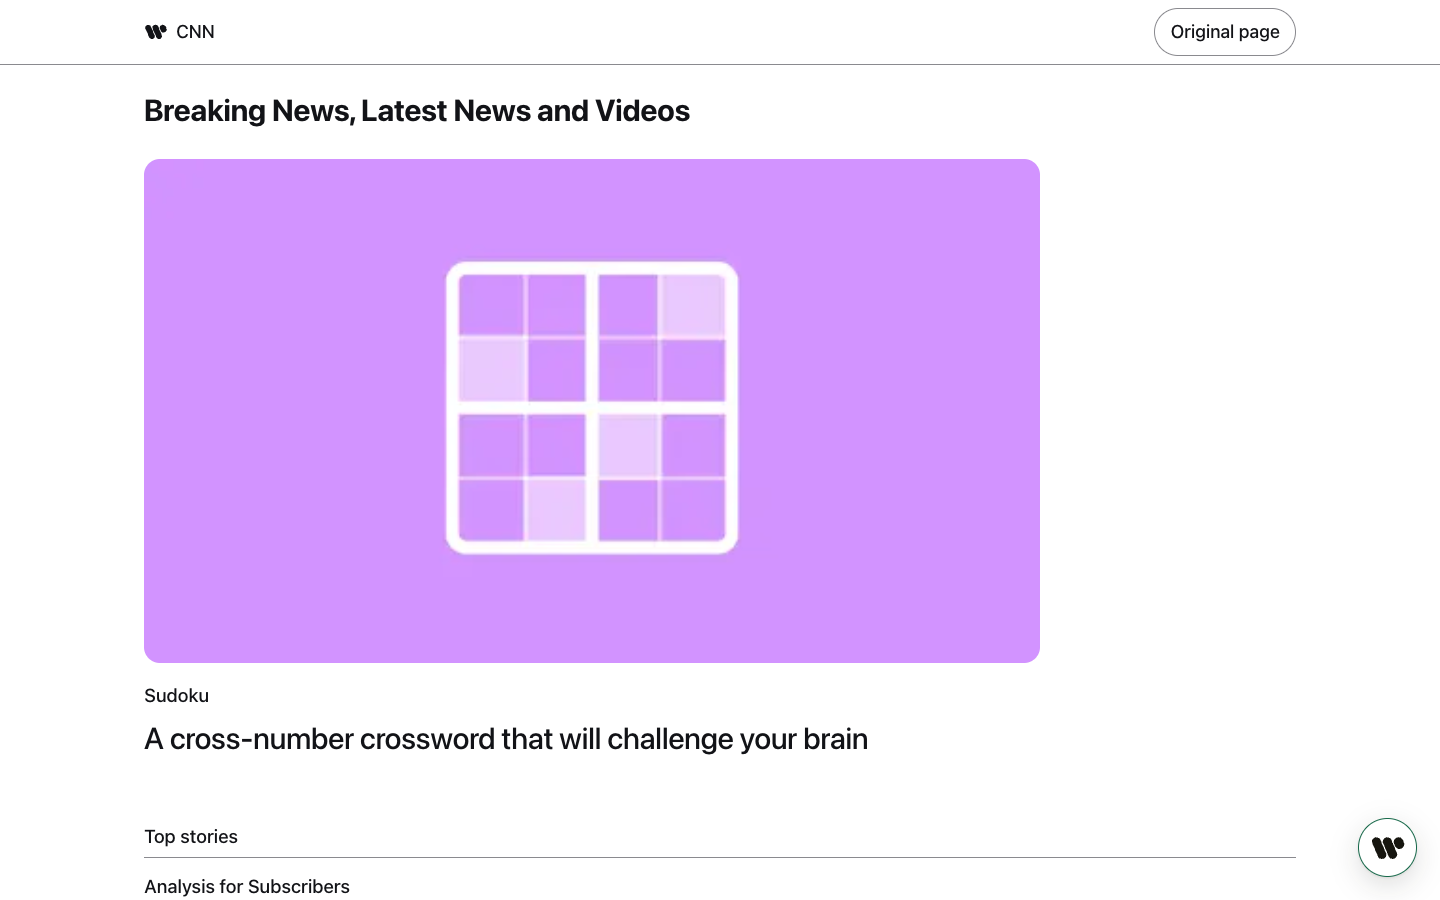 CNN
Original page
Breaking News, Latest News and Videos
Sudoku
A cross-number crossword that will challenge your brain
Top stories
Analysis for Subscribers